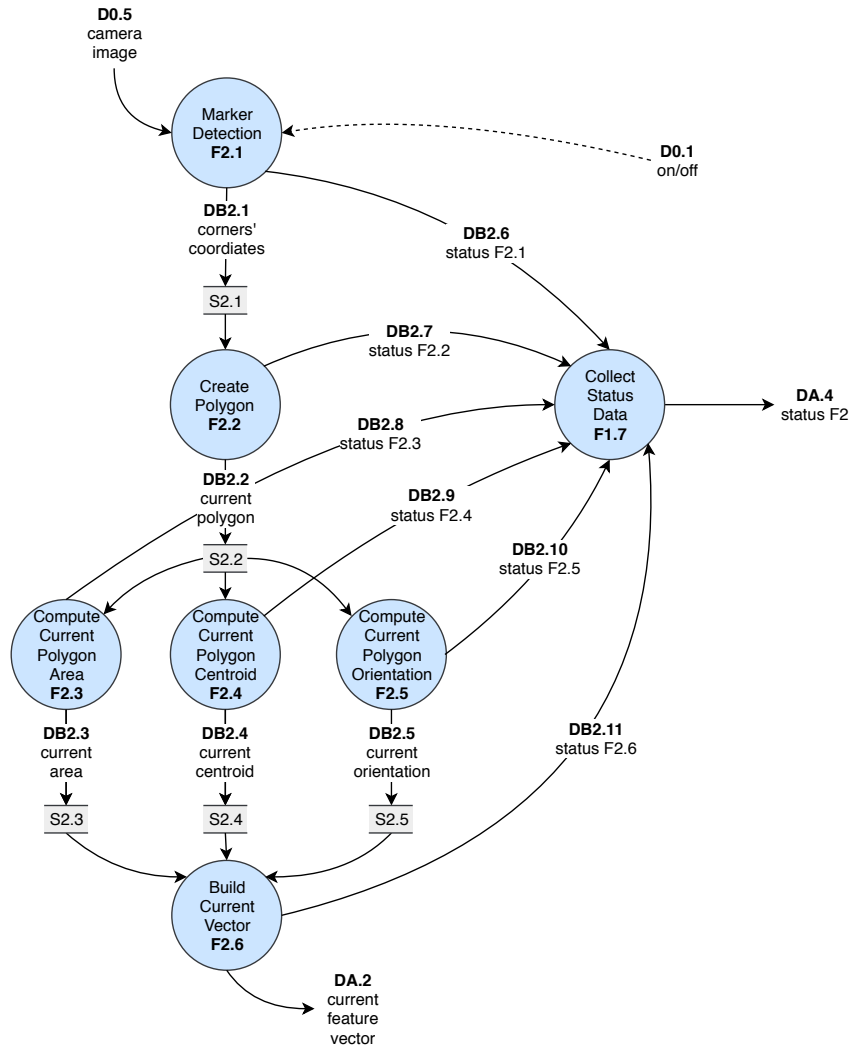 D0.5
camera
image
Marker
Detection
F2.1
D0.1
on/off
DB2.1
corners'
coordiates
DB2.6
status F2.1
S2.1
DB2.7
status F2.2
Create
Polygon
F2.2
Collect
Status
Data
F1.7
DA.4
status F2
DB2.8
status F2.3
DB2.2
current
polygon
DB2.9
status F2.4
DB2.10
status F2.5
S2.2
Compute
Current
Polygon
Area
F2.3
Compute
Current
Polygon
Centroid
F2.4
Compute
Current
Polygon
Orientation
F2.5
DB2.3
current
area
DB2.4
current
centroid
DB2.5
current
orientation
DB2.11
status F2.6
S2.3
S2.4
S2.5
Build
Current
Vector
F2.6
DA.2
current
feature
vector